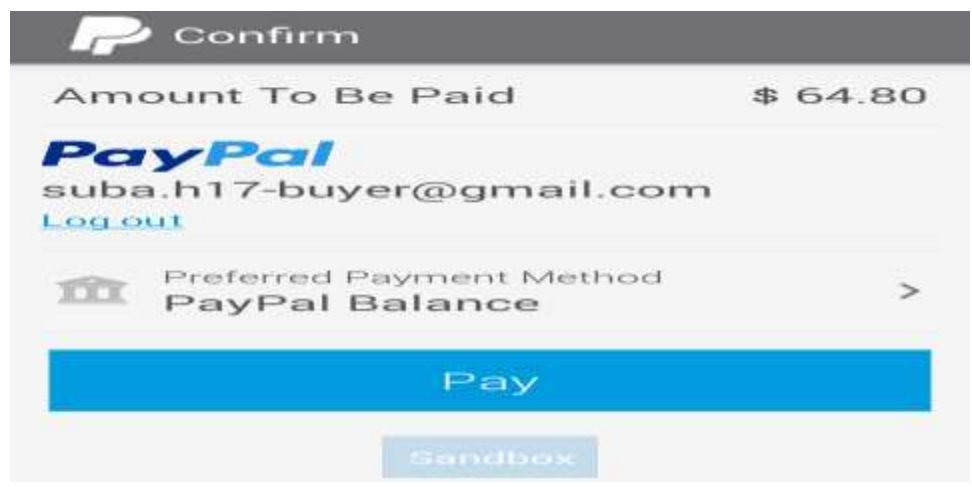 Confirm
Amount To Be Paid $ 64.80
PayPal
suba.h17-buyer@gmail.com
Log out
Preferred Payment Method
PayPal Balance >
Pay
Sandbox